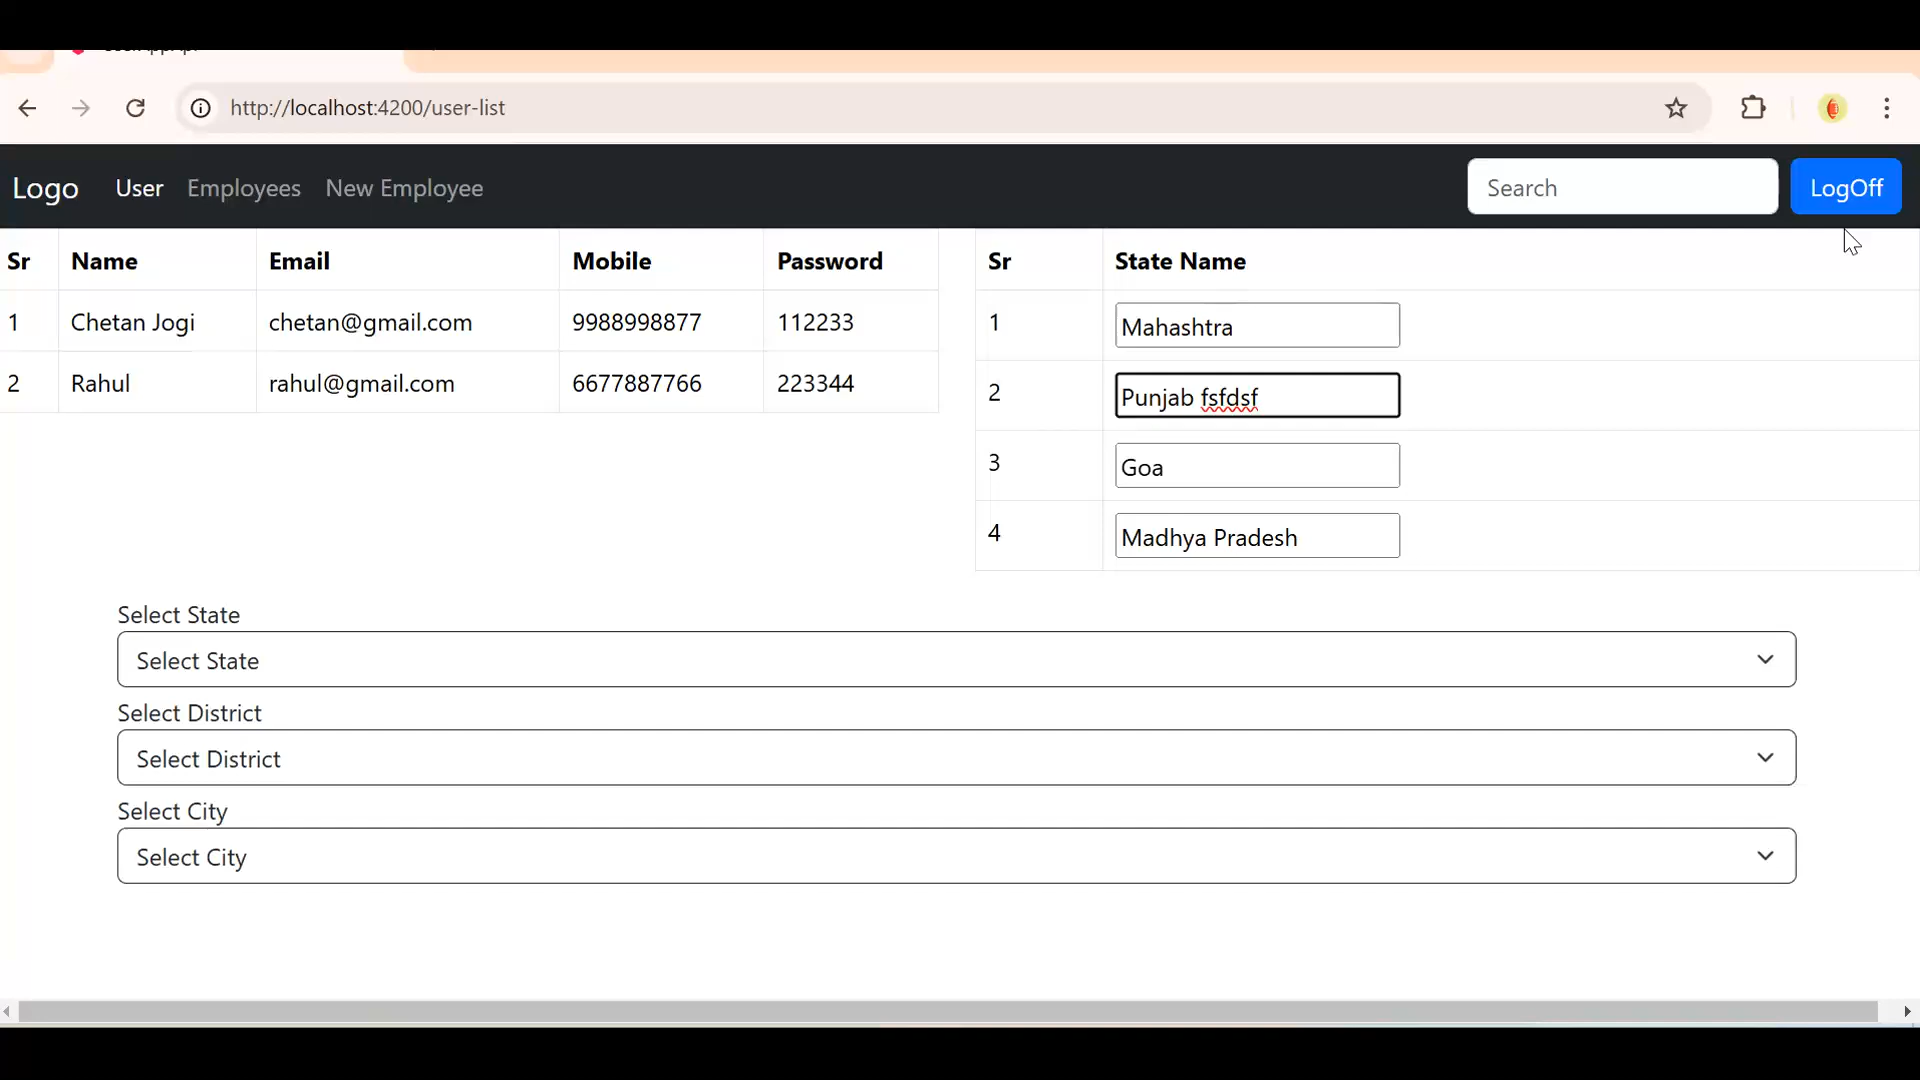 http://localhost:4200/user-list
Logo User Employees New Employee Search LogOff
Sr Name Email Mobile Password
1 Chetan Jogi chetan@gmail.com 9988998877 112233
2 Rahul rahul@gmail.com 6677887766 223344
Sr State Name
1 Mahashtra
2 Punjab fsfdsf
3 Goa
4 Madhya Pradesh
Select State
Select State
Select District
Select District
Select City
Select City